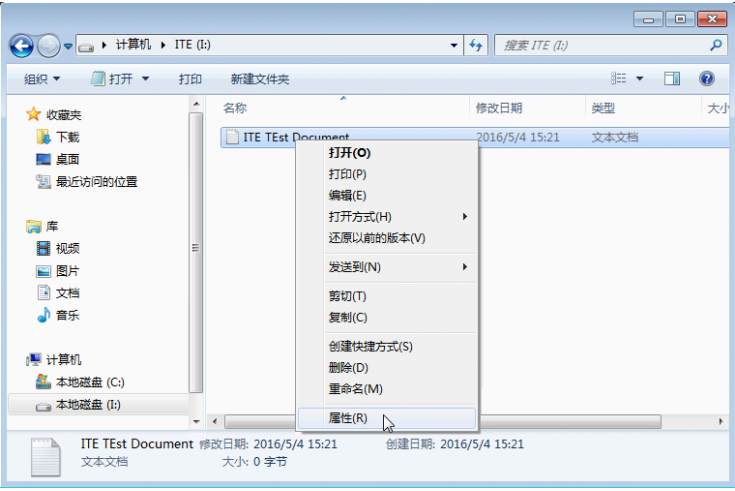 计算机 ITE (I:)
搜索 ITE (I:)
组织 打开 打印 新建文件夹
收藏夹
下载
桌面
最近访问的位置
库
视频
图片
文档
音乐
计算机
本地磁盘 (C:)
本地磁盘 (I:)
名称 修改日期 类型 大小
ITE TEst Document 2016/5/4 15:21 文本文档
打开(O)
打印(P)
编辑(E)
打开方式(H)
还原以前的版本(V)
发送到(N)
剪切(T)
复制(C)
创建快捷方式(S)
删除(D)
重命名(M)
属性(R)
ITE TEst Document 修改日期: 2016/5/4 15:21 创建日期: 2016/5/4 15:21
文本文档 大小: 0 字节